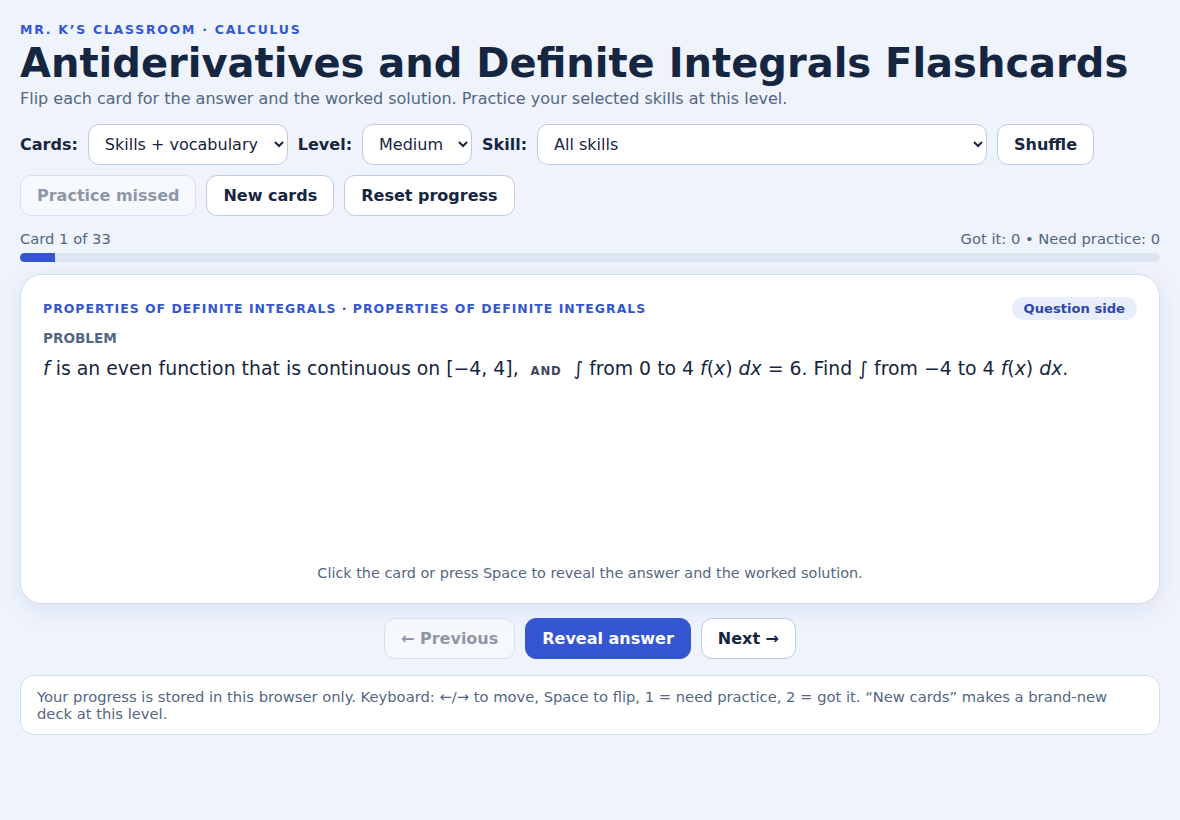 MR. K’S CLASSROOM · CALCULUS
Antiderivatives and Definite Integrals Flashcards
Flip each card for the answer and the worked solution. Practice your selected skills at this level.
Cards: Skills + vocabulary Level: Medium Skill: All skills Shuffle
Practice missed New cards Reset progress
Card 1 of 33 Got it: 0 • Need practice: 0
PROPERTIES OF DEFINITE INTEGRALS · PROPERTIES OF DEFINITE INTEGRALS Question side
PROBLEM
f is an even function that is continuous on [−4, 4], AND ∫ from 0 to 4 f(x) dx = 6. Find ∫ from −4 to 4 f(x) dx.
Click the card or press Space to reveal the answer and the worked solution.
← Previous Reveal answer Next →
Your progress is stored in this browser only. Keyboard: ←/→ to move, Space to flip, 1 = need practice, 2 = got it. “New cards” makes a brand-new
deck at this level.